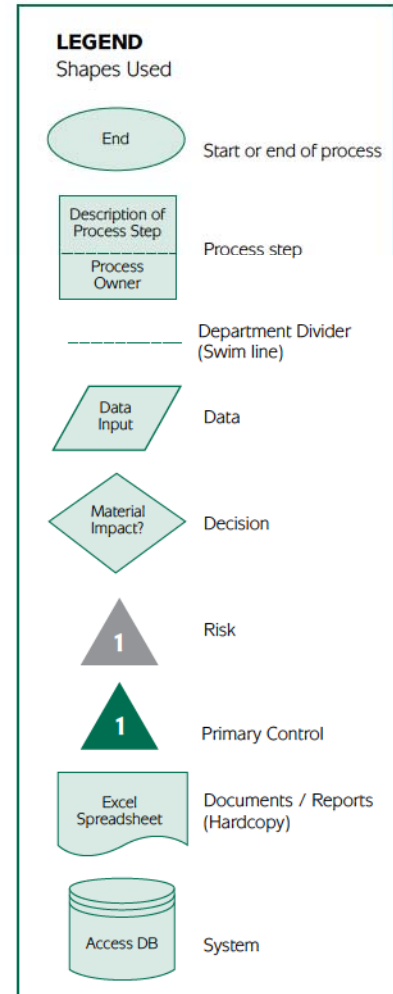 LEGEND
Shapes Used
End
Start or end of process
Description of
Process Step
Process
Owner
Process step
Department Divider
(Swim line)
Data
Input
Data
Material
Impact?
Decision
1
Risk
1
Primary Control
Excel
Spreadsheet
Documents / Reports
(Hardcopy)
Access DB
System